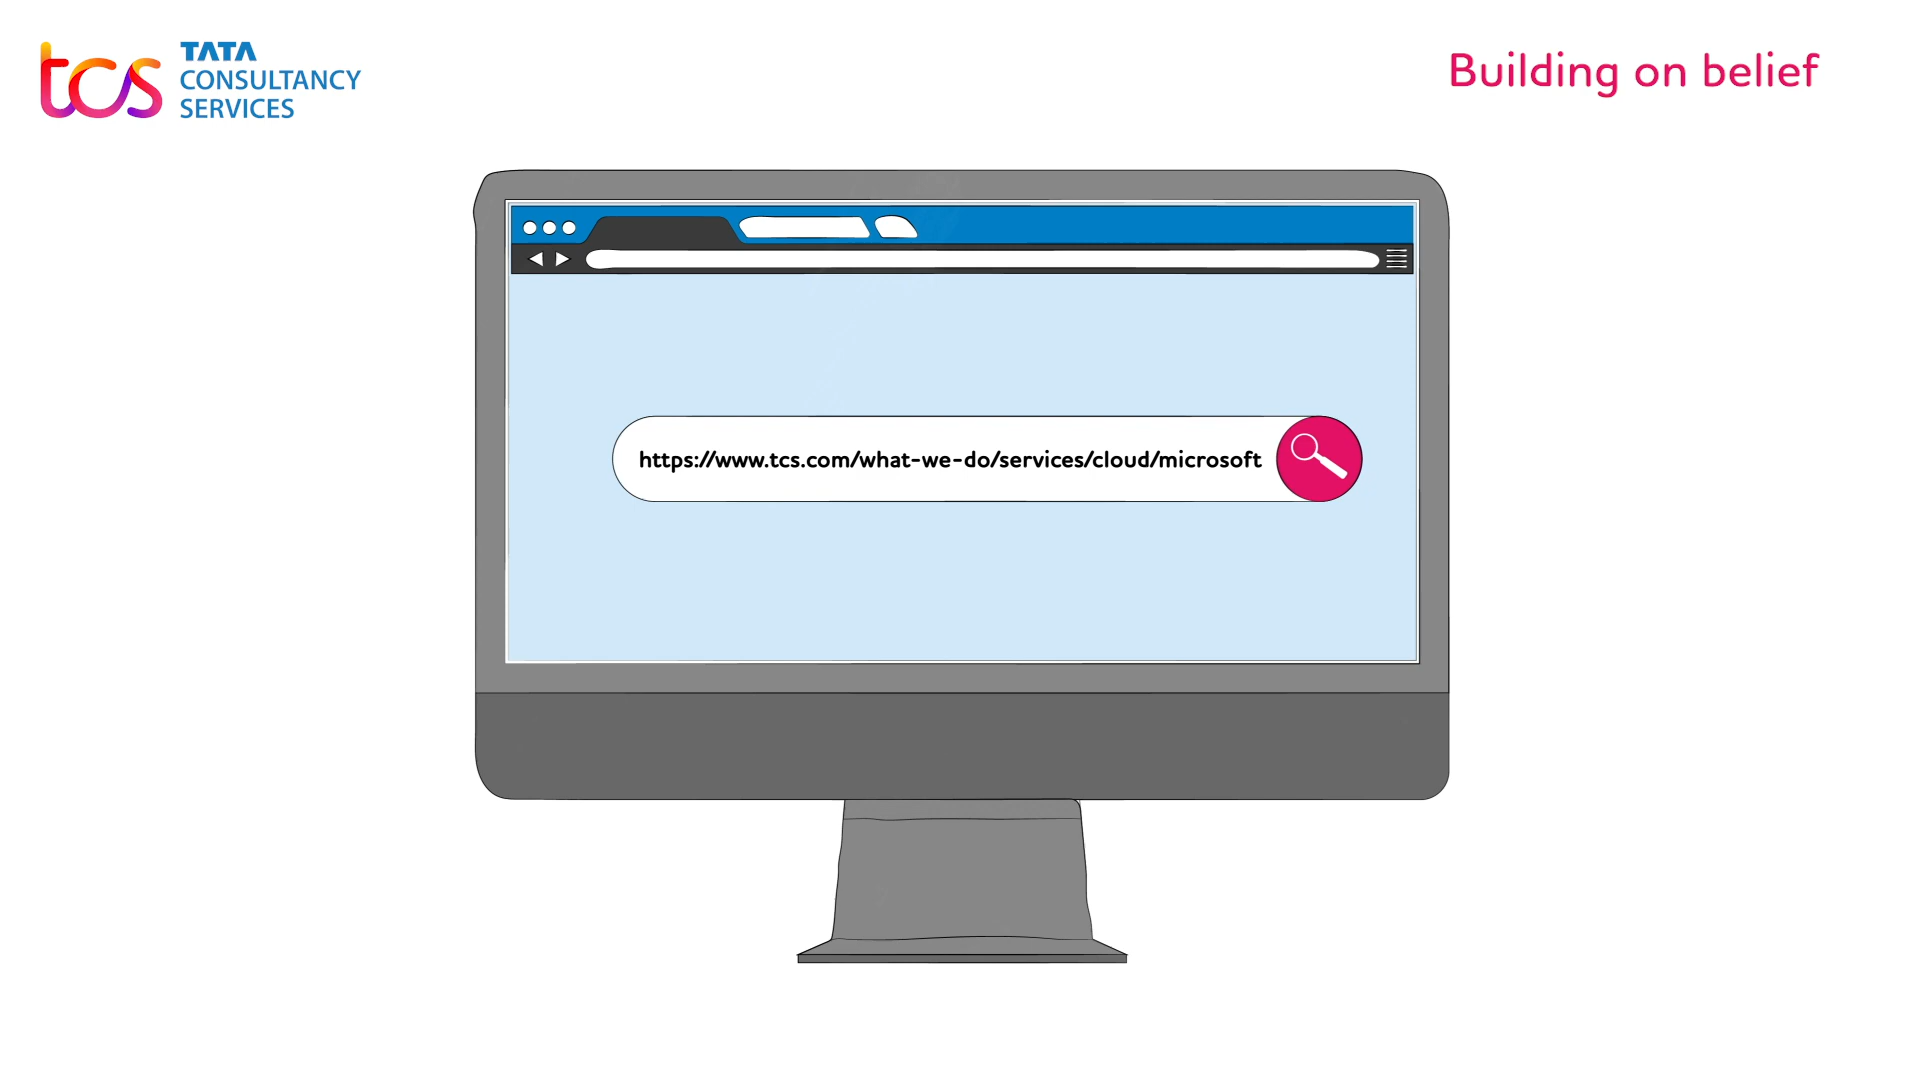 tcs
TATA
CONSULTANCY
SERVICES
Building on belief
https://www.tcs.com/what-we-do/services/cloud/microsoft